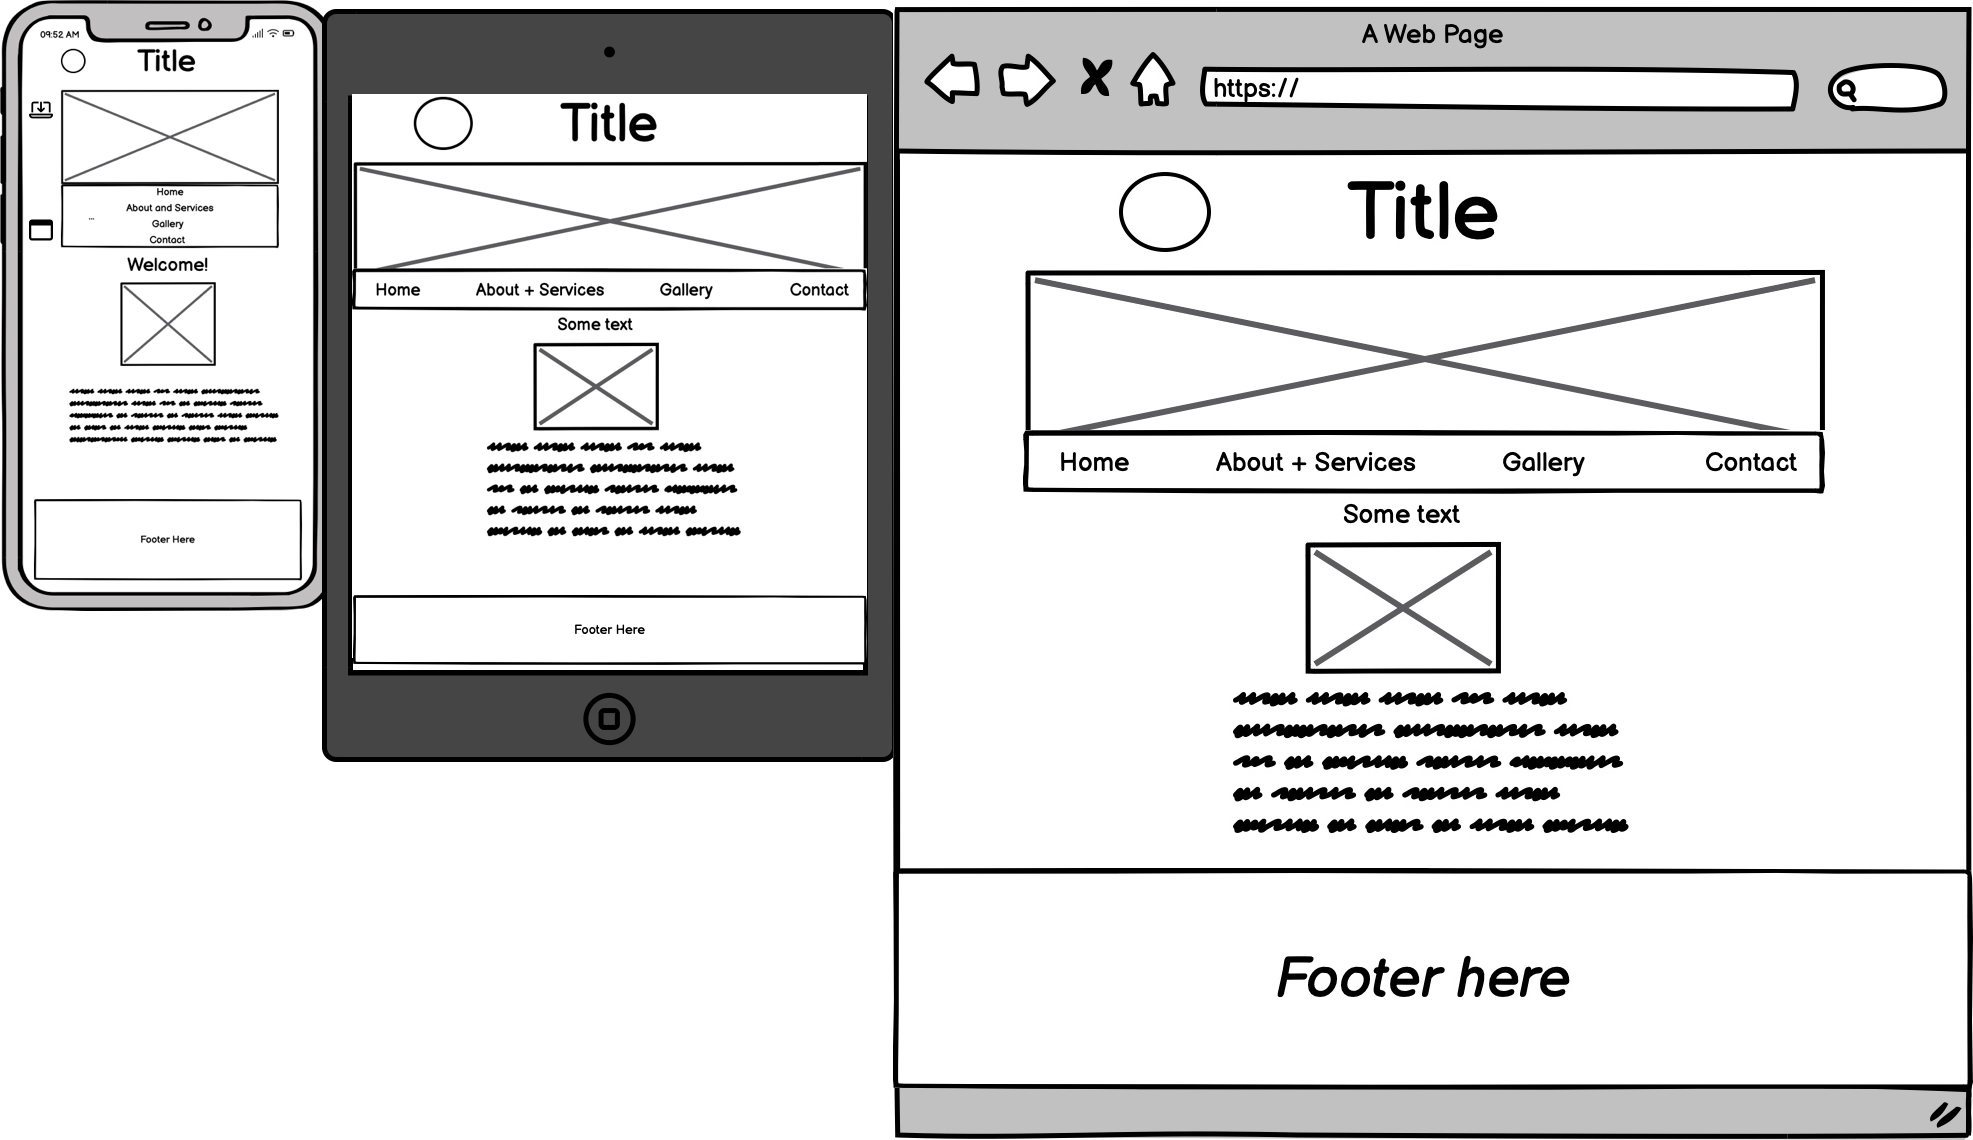 09:52 AM
Title
Home
About and Services
...
Gallery
Contact
Welcome!
Footer Here
Title
Home About + Services Gallery Contact
Some text
Footer Here
A Web Page
https://
Title
Home About + Services Gallery Contact
Some text
Footer here